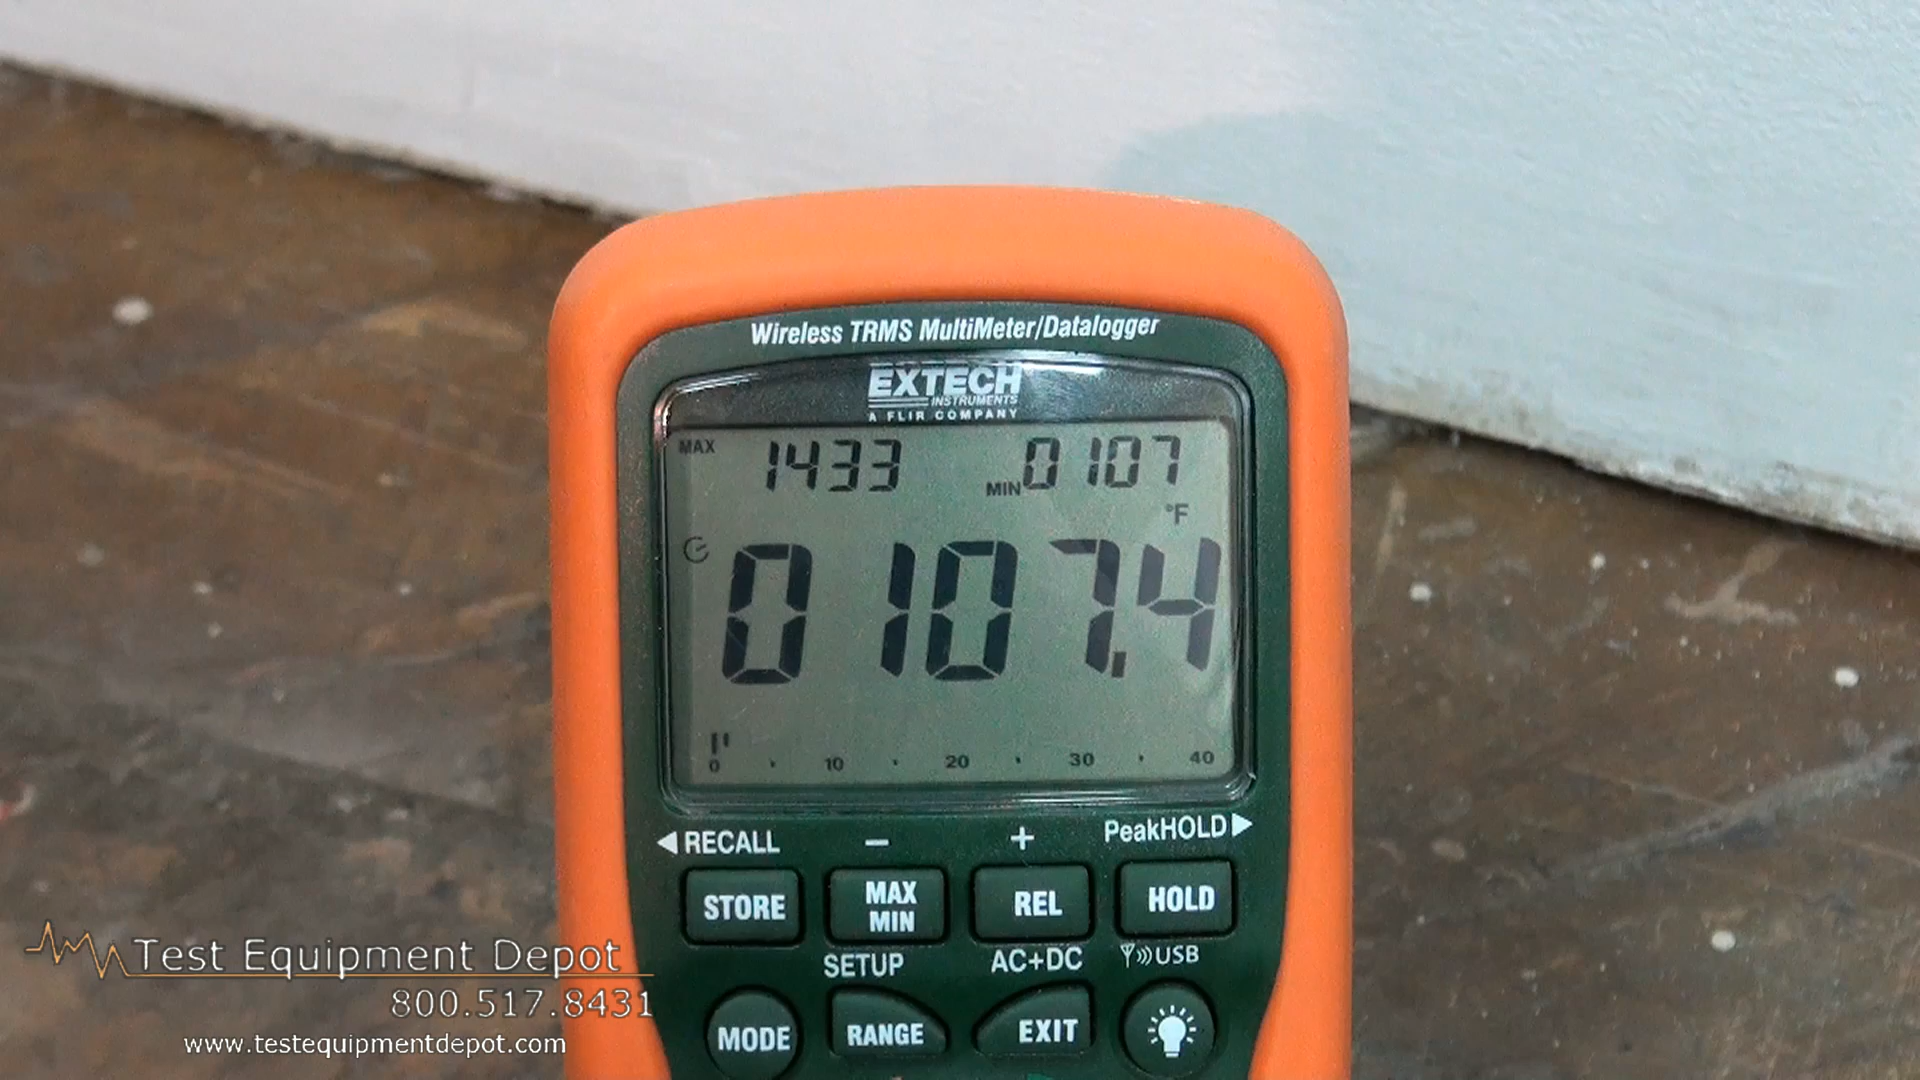 Wireless TRMS MultiMeter/Datalogger
EXTECH
INSTRUMENTS
A FLIR COMPANY
MAX 1433 MIN 0107
°F
0107.4
0 10 20 30 40
RECALL - + PeakHOLD
STORE MAX MIN REL HOLD
SETUP AC+DC USB
MODE RANGE EXIT
Test Equipment Depot
800.517.8431
www.testequipmentdepot.com